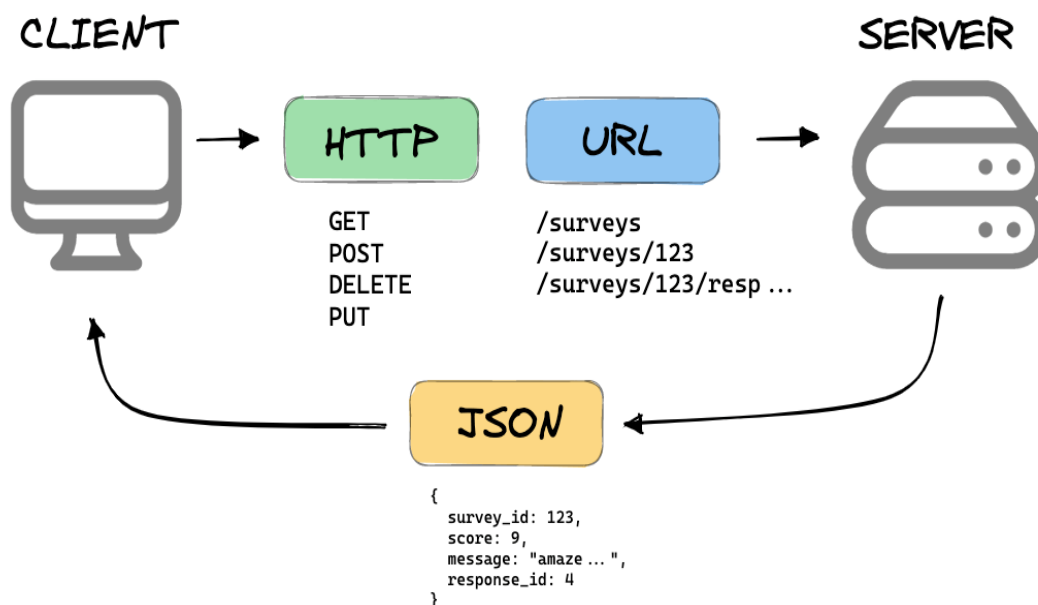 CLIENT
SERVER
HTTP
URL
GET
POST
DELETE
PUT
/surveys
/surveys/123
/surveys/123/resp ...
JSON
{
  survey_id: 123,
  score: 9,
  message: "amaze ... ",
  response_id: 4
}